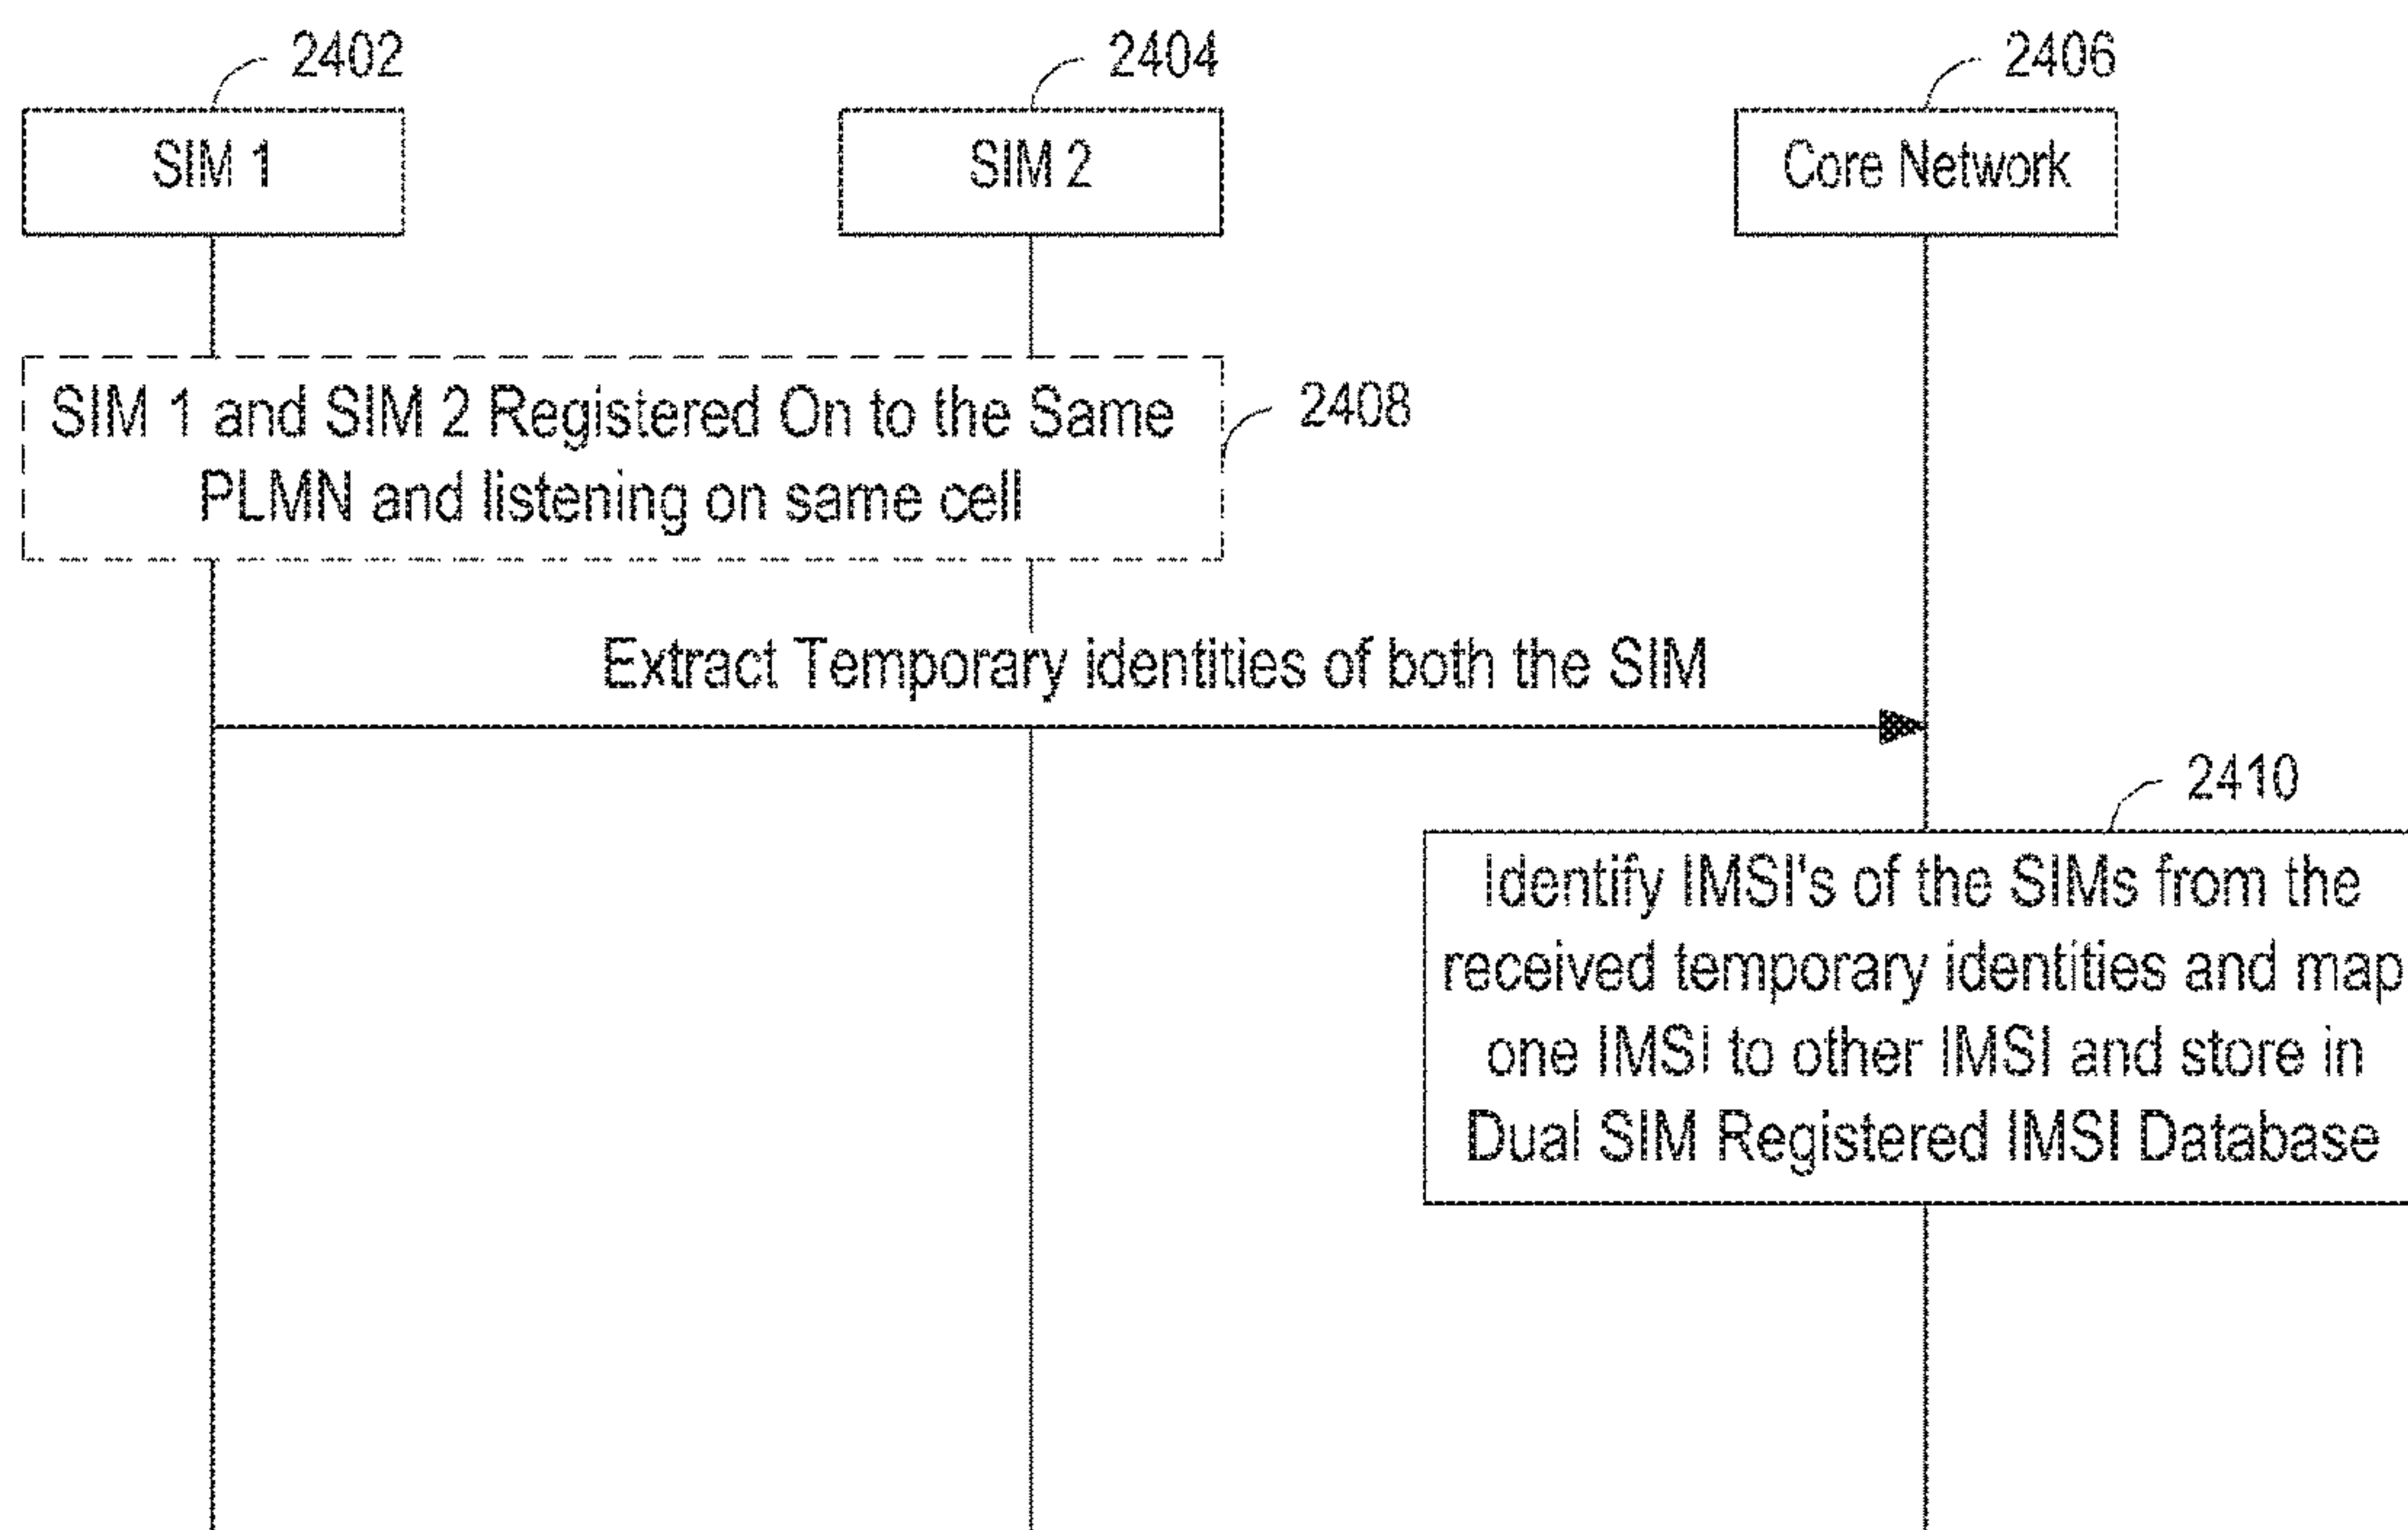 2402
2404
2406
SIM 1
SIM 2
Core Network
SIM 1 and SIM 2 Registered On to the Same
PLMN and listening on same cell
2408
Extract Temporary identities of both the SIM
2410
Identify IMSI's of the SIMs from the
received temporary identities and map
one IMSI to other IMSI and store in
Dual SIM Registered IMSI Database